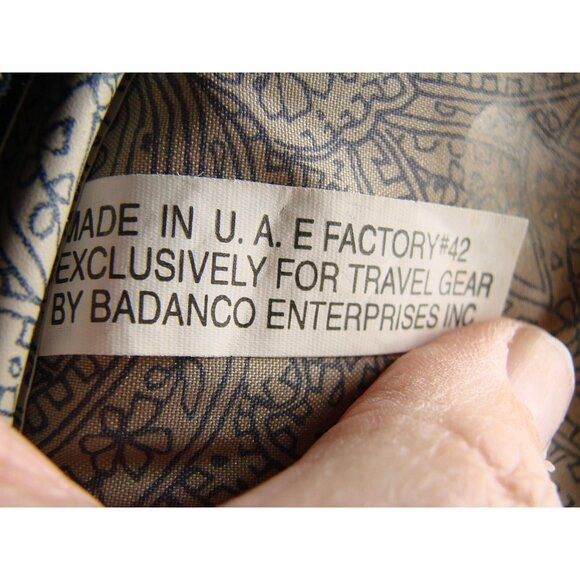 MADE IN U. A. E FACTORY#42
EXCLUSIVELY FOR TRAVEL GEAR
BY BADANCO ENTERPRISES INC